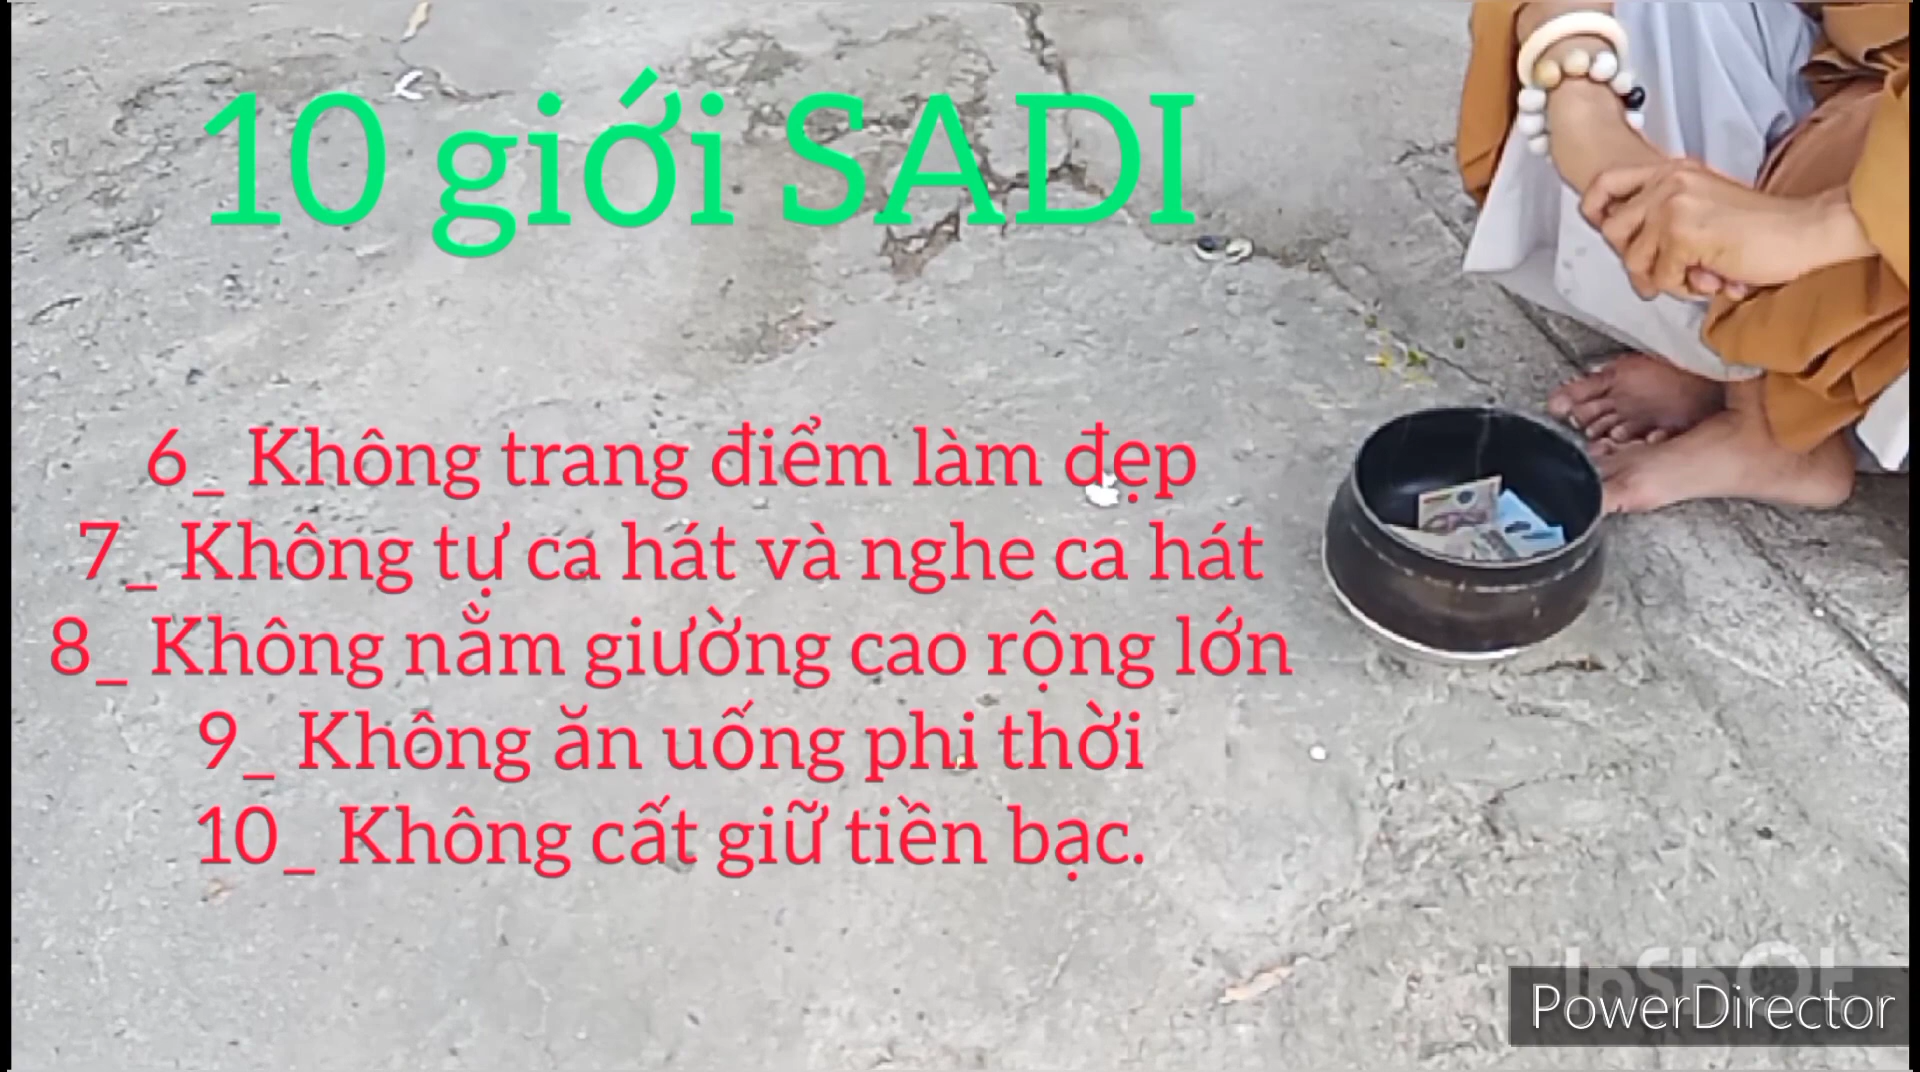 10 giới SADI
6_ Không trang điểm làm đẹp
7_ Không tự ca hát và nghe ca hát
8_ Không nằm giường cao rộng lớn
9_ Không ăn uống phi thời
10_ Không cất giữ tiền bạc.
InShOt
PowerDirector